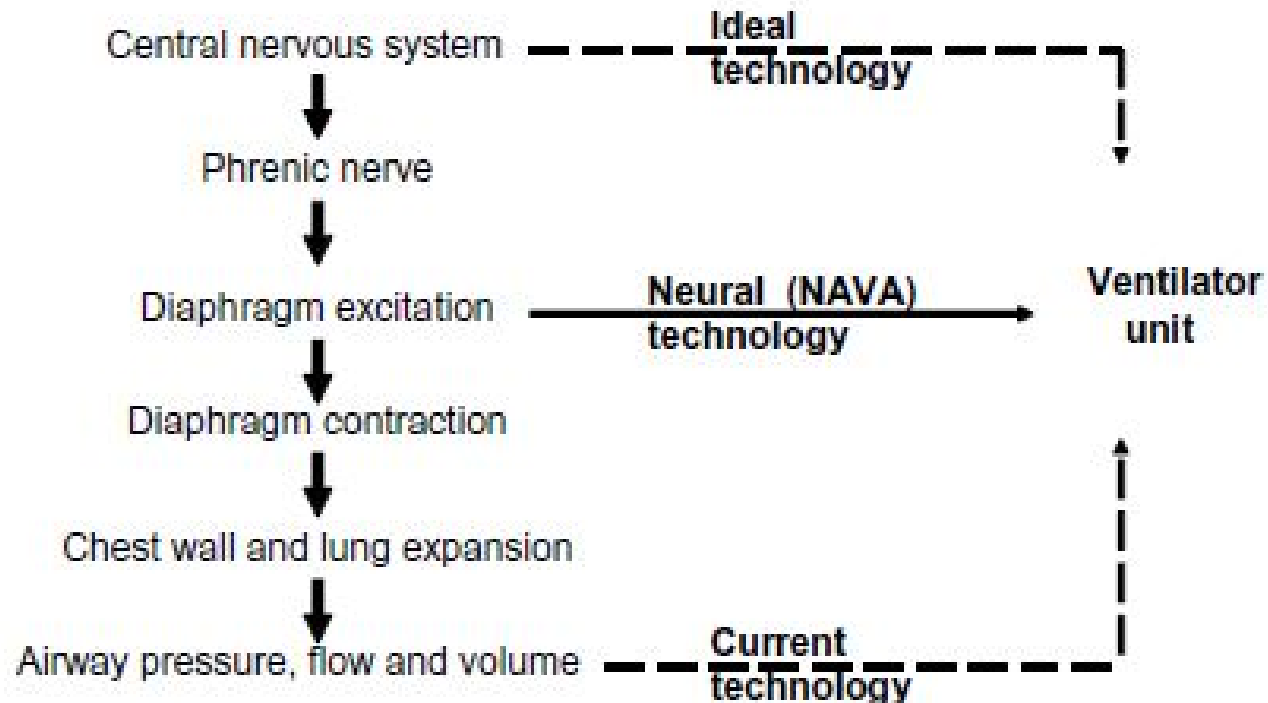 Central nervous system
Ideal
technology
Phrenic nerve
Diaphragm excitation
Neural (NAVA)
technology
Ventilator
unit
Diaphragm contraction
Chest wall and lung expansion
Airway pressure, flow and volume
Current
technology